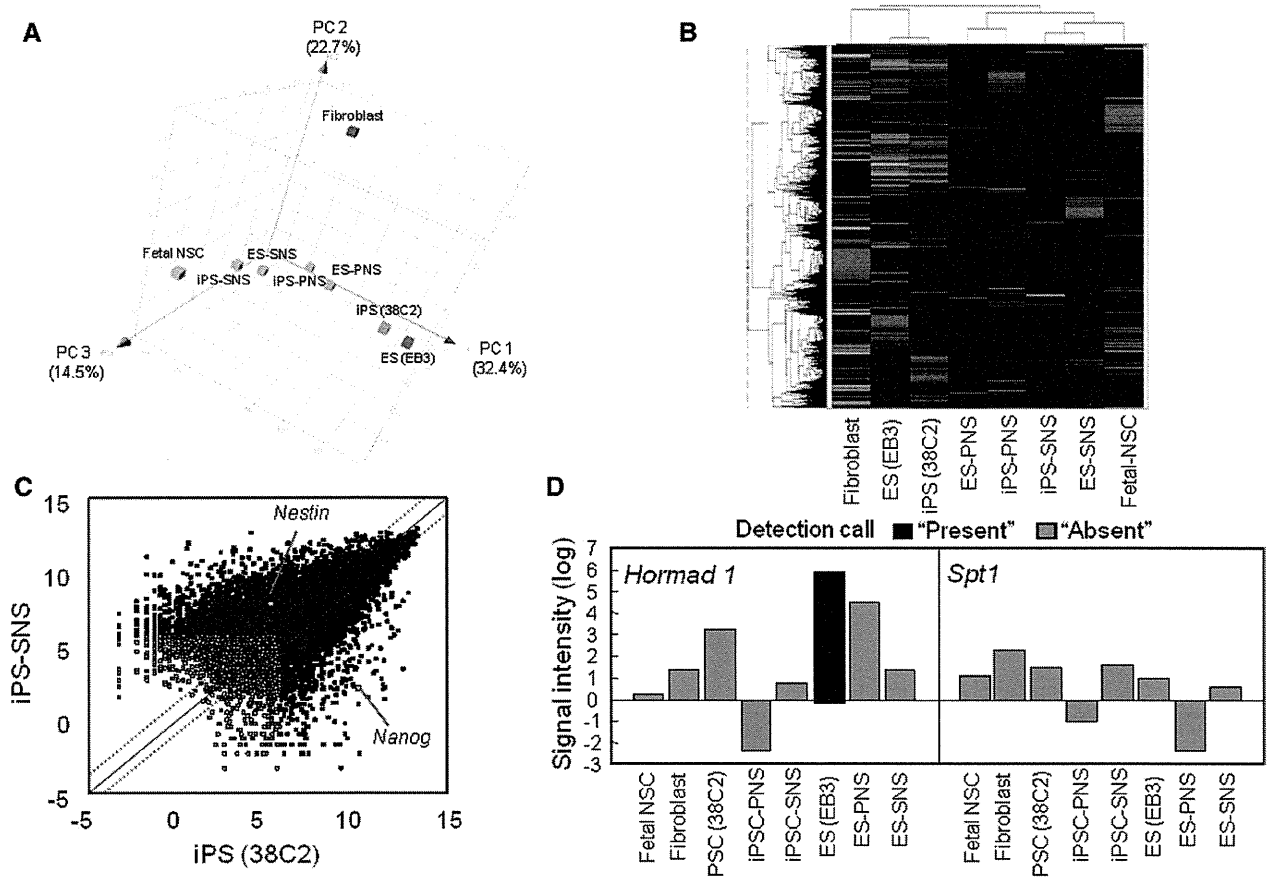 A
PC 2
(22.7%)
Fibroblast
Fetal NSC
ES-SNS
iPS-SNS
iPS-PNS
ES-PNS
iPS (38C2)
ES (EB3)
PC 3
(14.5%)
PC 1
(32.4%)
B
Fibroblast
ES (EB3)
iPS (38C2)
ES-PNS
iPS-PNS
iPS-SNS
ES-SNS
Fetal-NSC
C
15
10
5
0
-5
iPS-SNS
Nestin
Nanog
-5
0
5
10
15
iPS (38C2)
D
Detection call "Present" "Absent"
Signal intensity (log)
7
6
5
4
3
2
1
0
-1
-2
-3
Hormad 1
Spt1
Fetal NSC
Fibroblast
PSC (38C2)
iPSC-PNS
iPSC-SNS
ES (EB3)
ES-PNS
ES-SNS
Fetal NSC
Fibroblast
PSC (38C2)
iPSC-PNS
iPSC-SNS
ES (EB3)
ES-PNS
ES-SNS